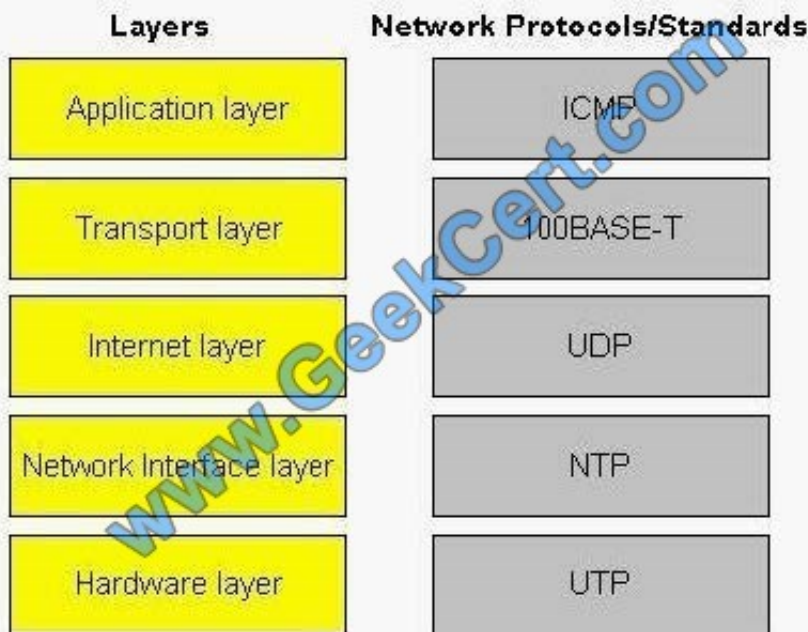 Layers
Network Protocols/Standards
Application layer
ICMP
Transport layer
100BASE-T
Internet layer
UDP
Network Interface layer
NTP
Hardware layer
UTP
www.GeekCert.com